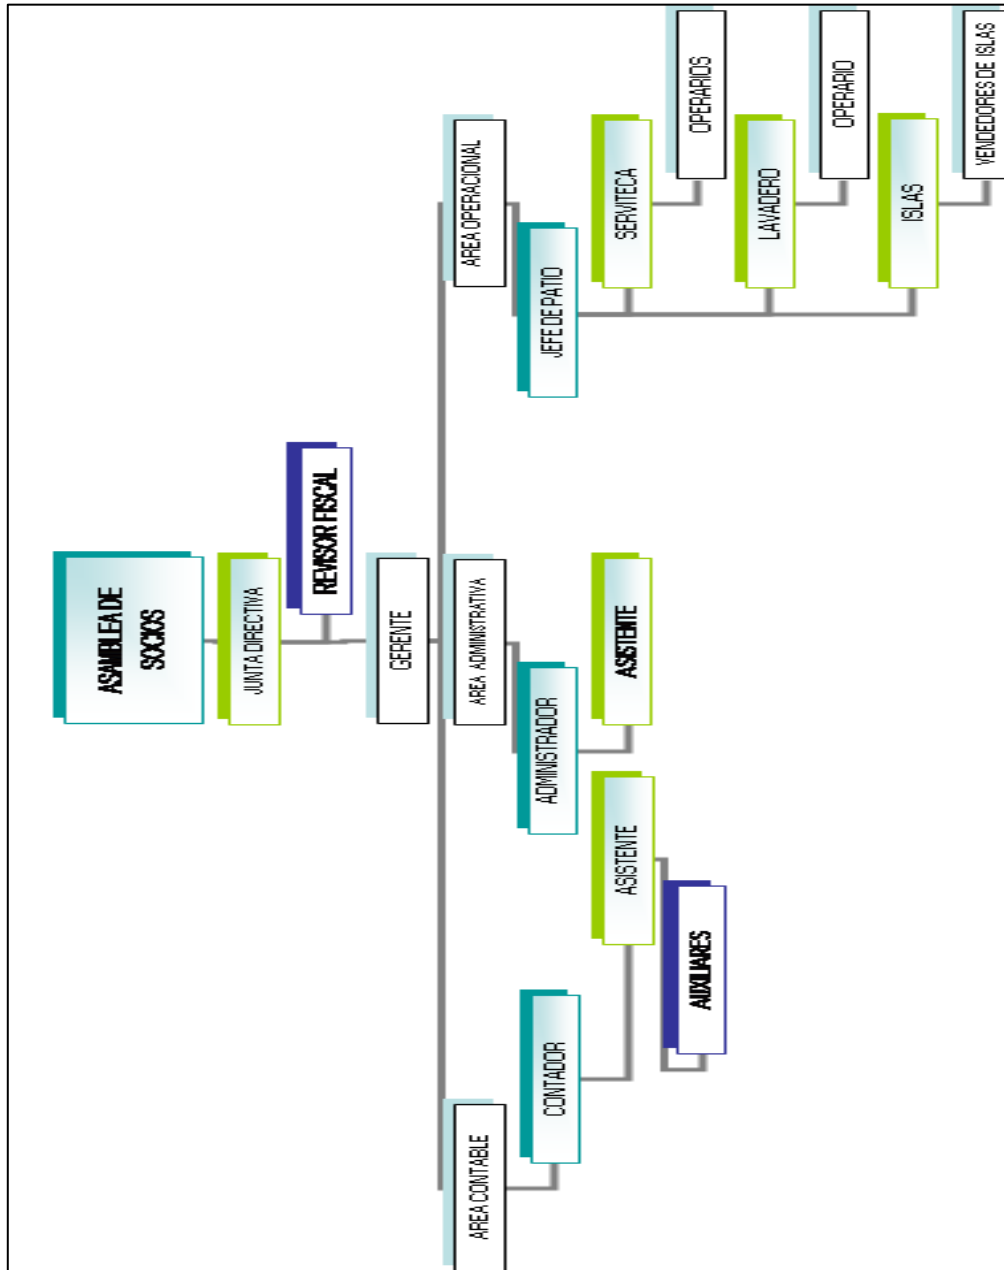 ASAMBLEA DE
SOCIOS
JUNTA DIRECTIVA
REVISOR FISCAL
GERENTE
AREA CONTABLE
AREA ADMINISTRATIVA
AREA OPERACIONAL
CONTADOR
ADMINISTRADOR
JEFE DE PATIO
ASISTENTE
ASISTENTE
SERVITECA
AUXILIARES
OPERARIOS
LAVADERO
OPERARIO
ISLAS
VENDEDORES DE ISLAS